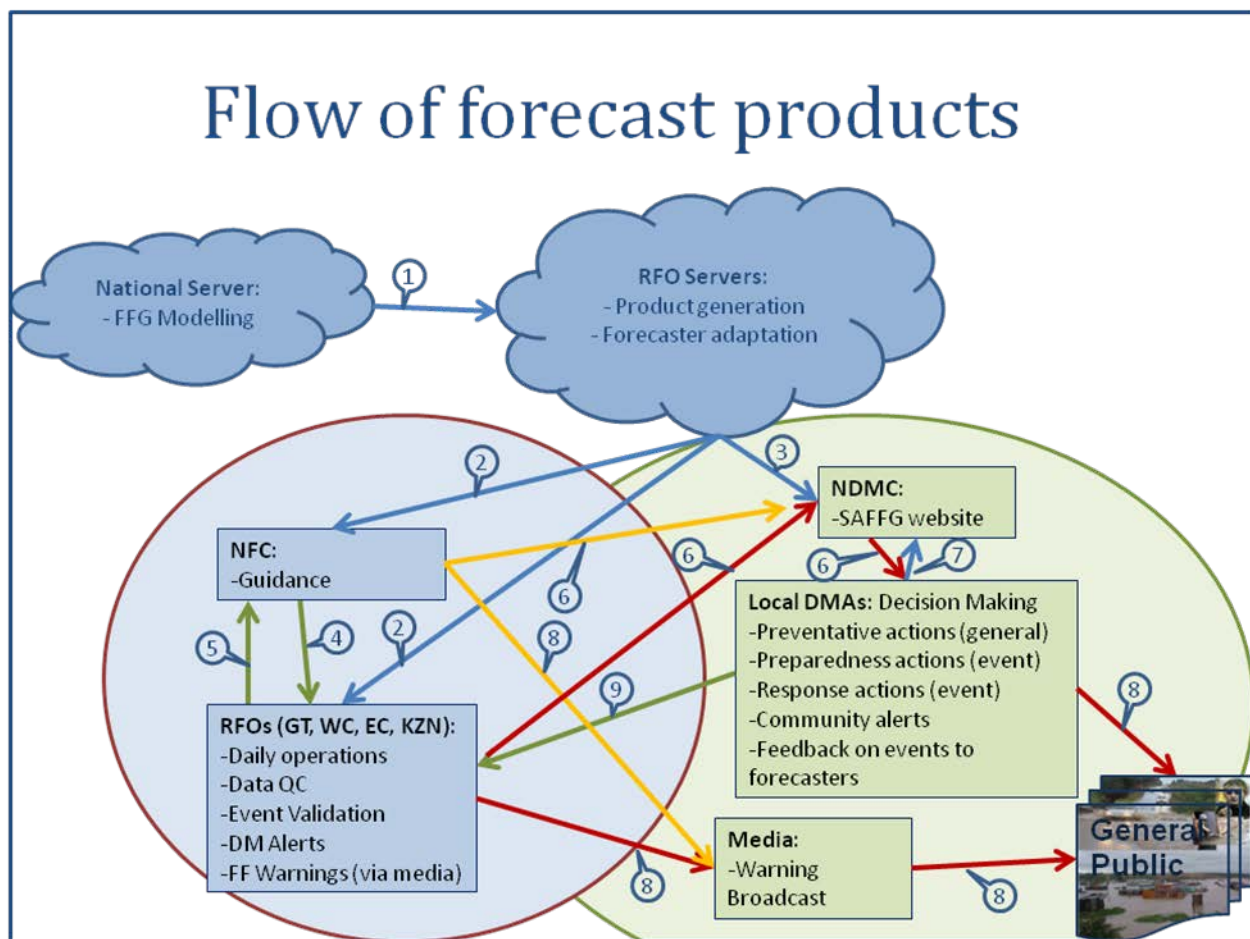 Flow of forecast products
National Server:
- FFG Modelling
1
RFO Servers:
- Product generation
- Forecaster adaptation
2
3
NDMC:
-SAFFG website
NFC:
-Guidance
6
6
6
7
5
4
2
8
9
Local DMAs: Decision Making
-Preventative actions (general)
-Preparedness actions (event)
-Response actions (event)
-Community alerts
-Feedback on events to
forecasters
8
RFOs (GT, WC, EC, KZN):
-Daily operations
-Data QC
-Event Validation
-DM Alerts
-FF Warnings (via media)
8
Media:
-Warning
Broadcast
8
General
Public